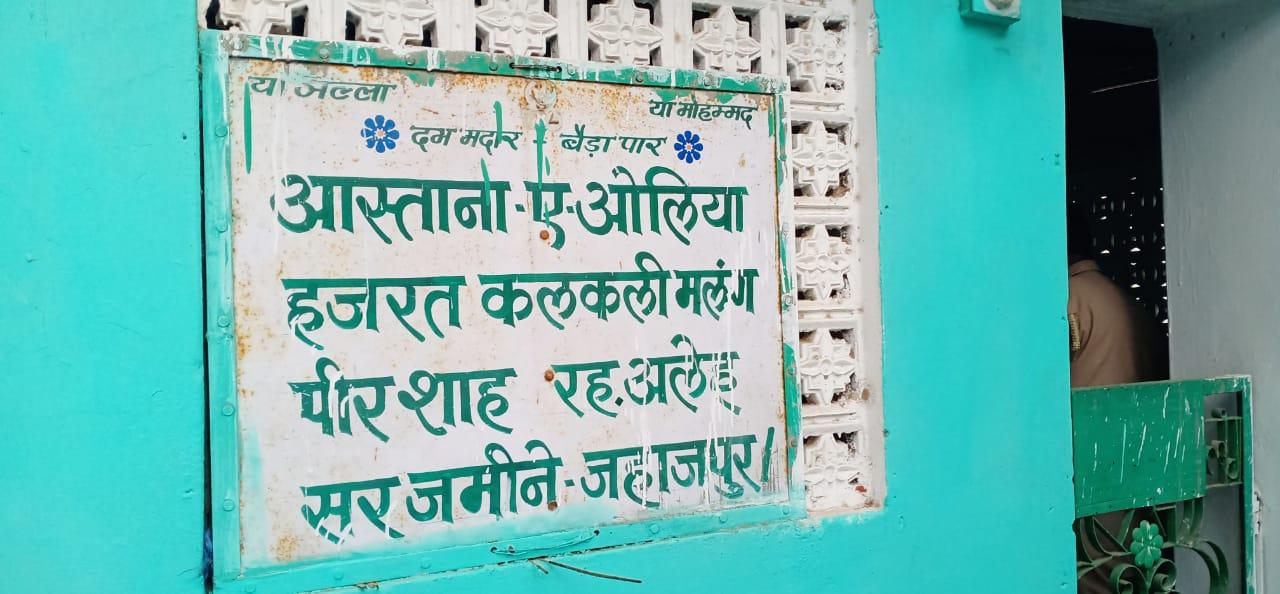 या अल्ला
या मोहम्मद
दम मदार - बैड़ा पार
आस्ताना-ऐ-औलिया
हजरत कलकली मलंग
पीर शाह रह. अलेह
सर जमीने - जहाजपुर।